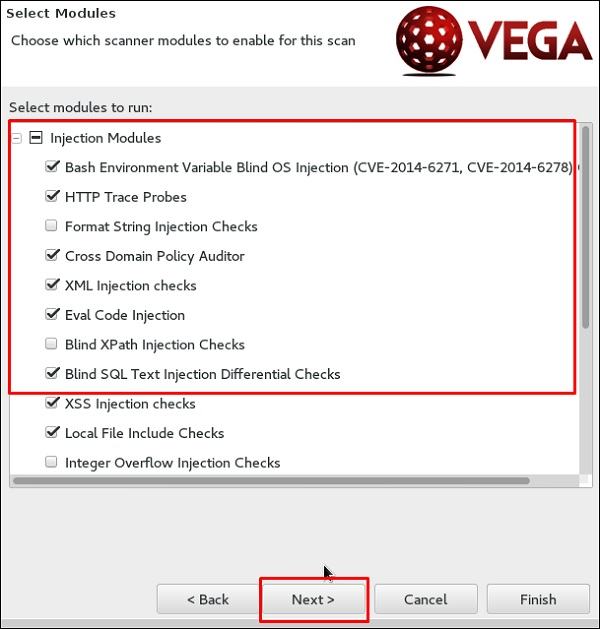 Select Modules
Choose which scanner modules to enable for this scan
VEGA
Select modules to run:
Injection Modules
Bash Environment Variable Blind OS Injection (CVE-2014-6271, CVE-2014-6278)
HTTP Trace Probes
Format String Injection Checks
Cross Domain Policy Auditor
XML Injection checks
Eval Code Injection
Blind XPath Injection Checks
Blind SQL Text Injection Differential Checks
XSS Injection checks
Local File Include Checks
Integer Overflow Injection Checks
< Back
Next >
Cancel
Finish